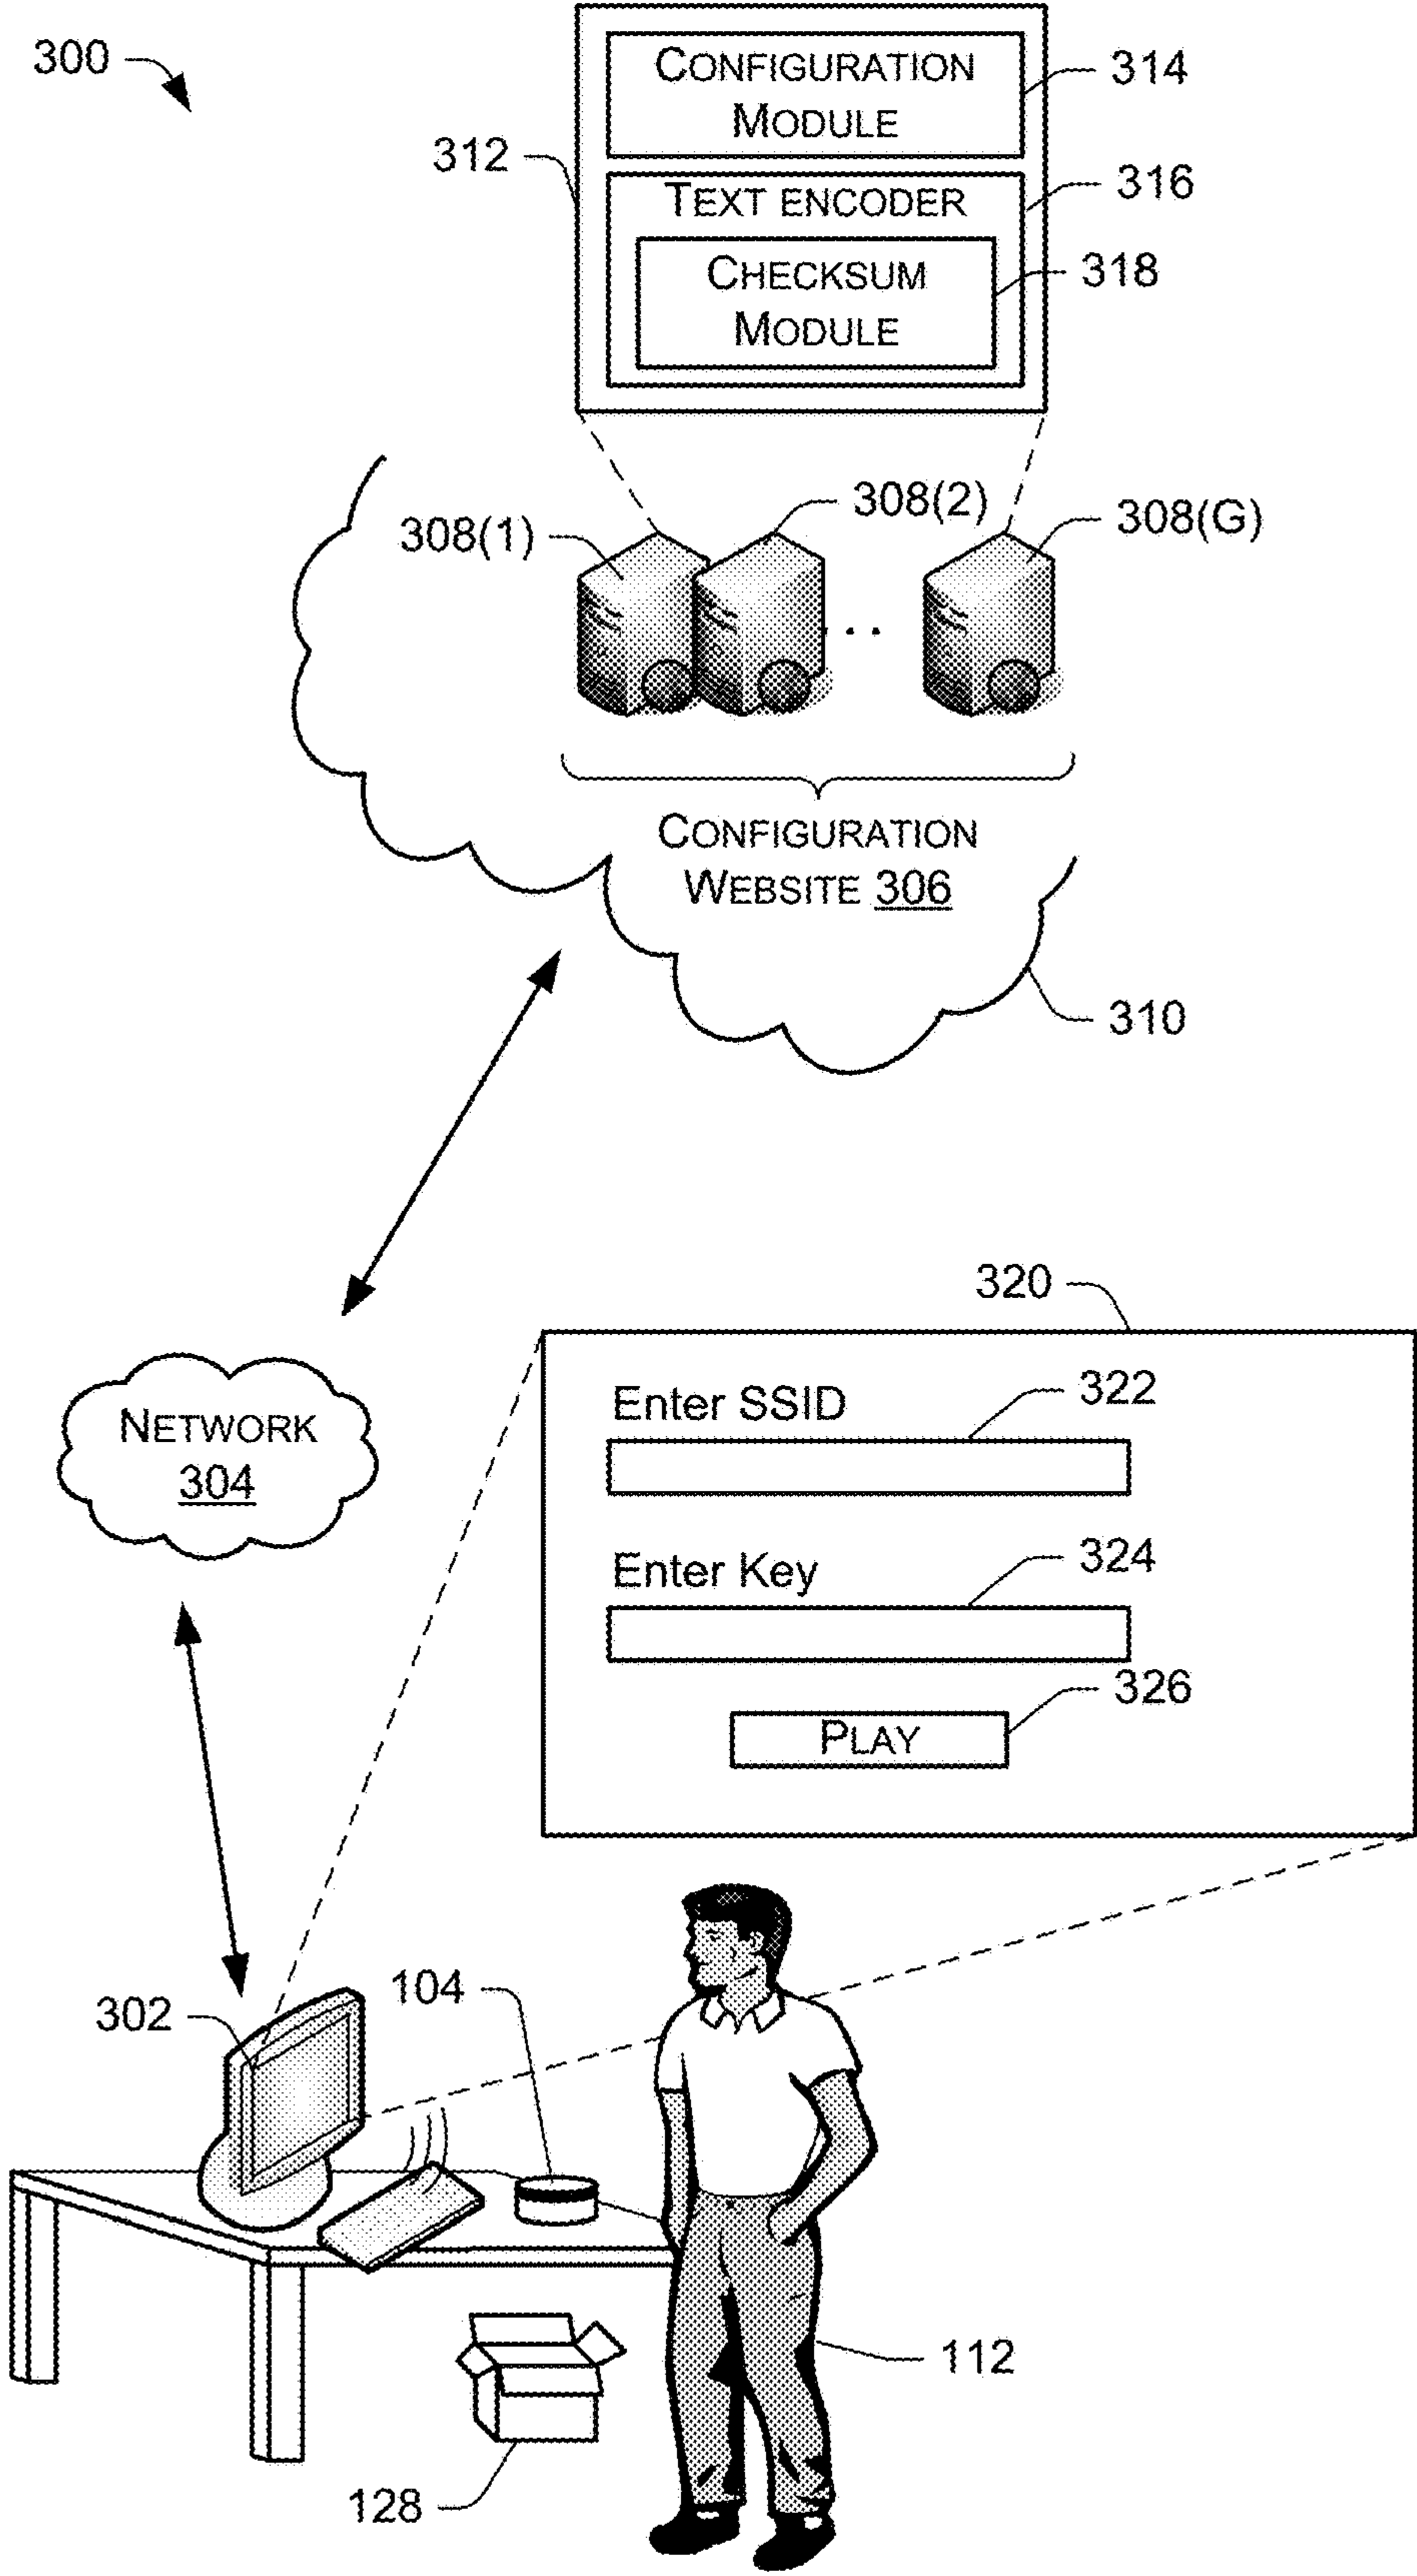 300
CONFIGURATION
MODULE
314
312
TEXT ENCODER
316
CHECKSUM
MODULE
318
308(1)
308(2)
308(G)
. . .
CONFIGURATION
WEBSITE 306
310
320
Enter SSID
322
NETWORK
304
Enter Key
324
326
PLAY
302
104
112
128